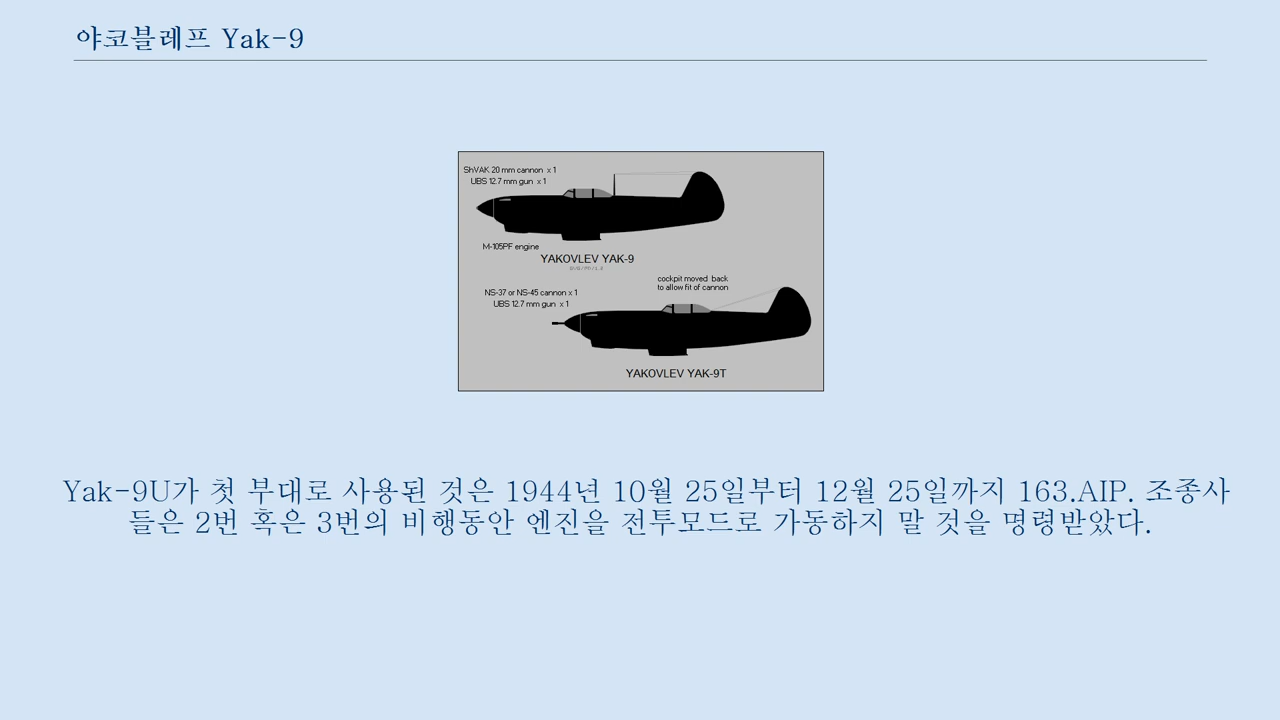 야코블레프 Yak-9
ShVAK 20 mm cannon x 1
UBS 12.7 mm gun x 1
M-105PF engine
YAKOVLEV YAK-9
cockpit moved back
to allow fit of cannon
NS-37 or NS-45 cannon x 1
UBS 12.7 mm gun x 1
YAKOVLEV YAK-9T
Yak-9U가 첫 부대로 사용된 것은 1944년 10월 25일부터 12월 25일까지 163.AIP. 조종사
들은 2번 혹은 3번의 비행동안 엔진을 전투모드로 가동하지 말 것을 명령받았다.